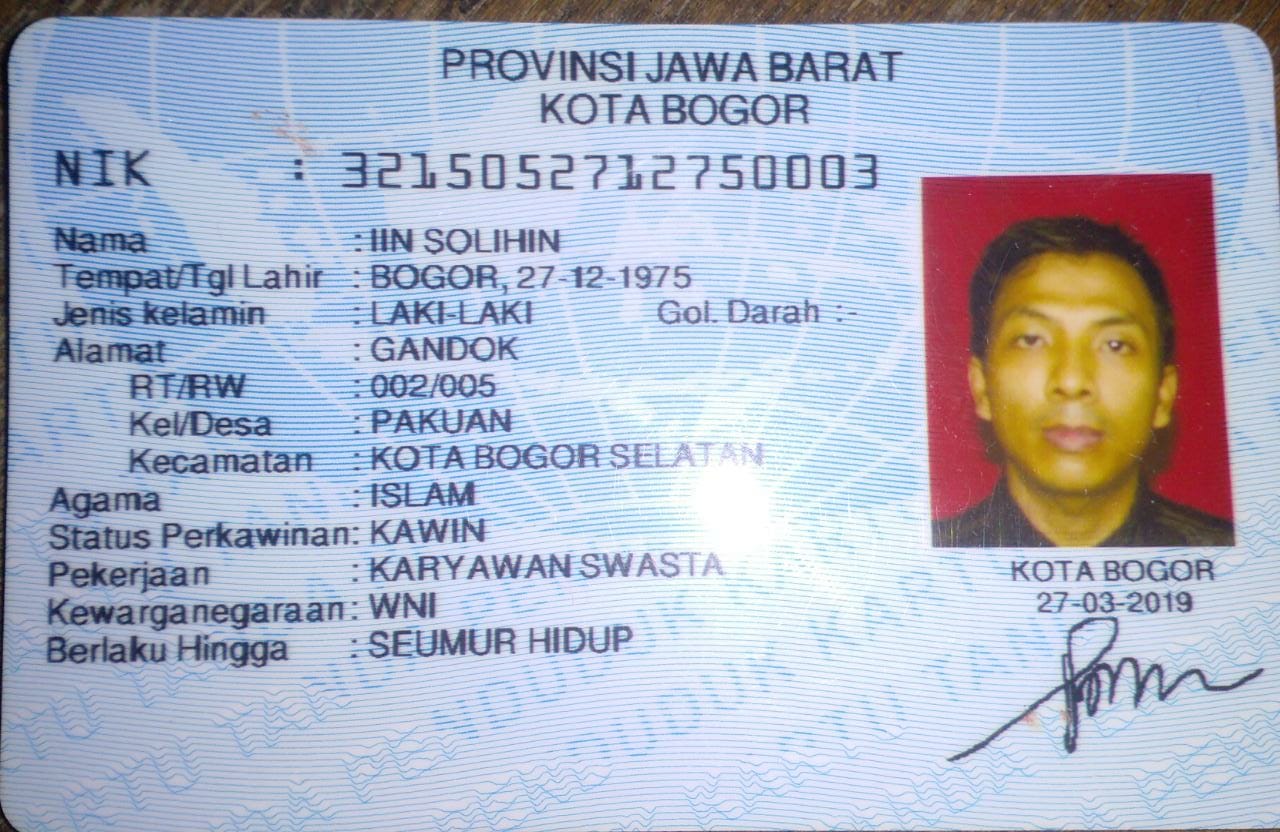 PROVINSI JAWA BARAT
KOTA BOGOR
NIK : 3215052712750003
Nama : IIN SOLIHIN
Tempat/Tgl Lahir : BOGOR, 27-12-1975
Jenis kelamin : LAKI-LAKI Gol. Darah :-
Alamat : GANDOK
RT/RW : 002/005
Kel/Desa : PAKUAN
Kecamatan : KOTA BOGOR SELATAN
Agama : ISLAM
Status Perkawinan: KAWIN
Pekerjaan : KARYAWAN SWASTA
Kewarganegaraan: WNI
Berlaku Hingga : SEUMUR HIDUP
KOTA BOGOR
27-03-2019